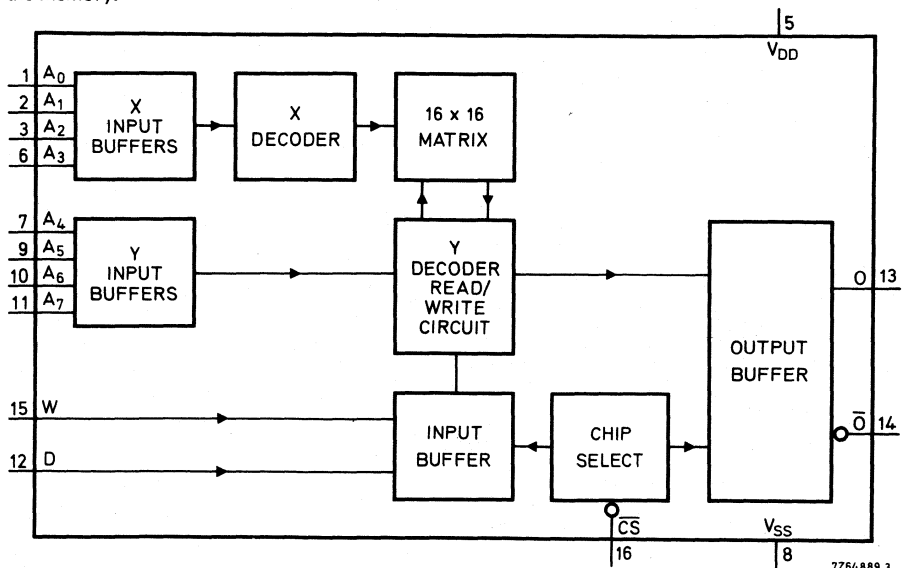 5
VDD
1 A0
2 A1
3 A2
6 A3
X
INPUT
BUFFERS
X
DECODER
16 x 16
MATRIX
7 A4
9 A5
10 A6
11 A7
Y
INPUT
BUFFERS
Y
DECODER
READ/
WRITE
CIRCUIT
OUTPUT
BUFFER
O 13
O̅ 14
15 W
12 D
INPUT
BUFFER
CHIP
SELECT
C̅S̅
16
VSS
8
7Z64889.3